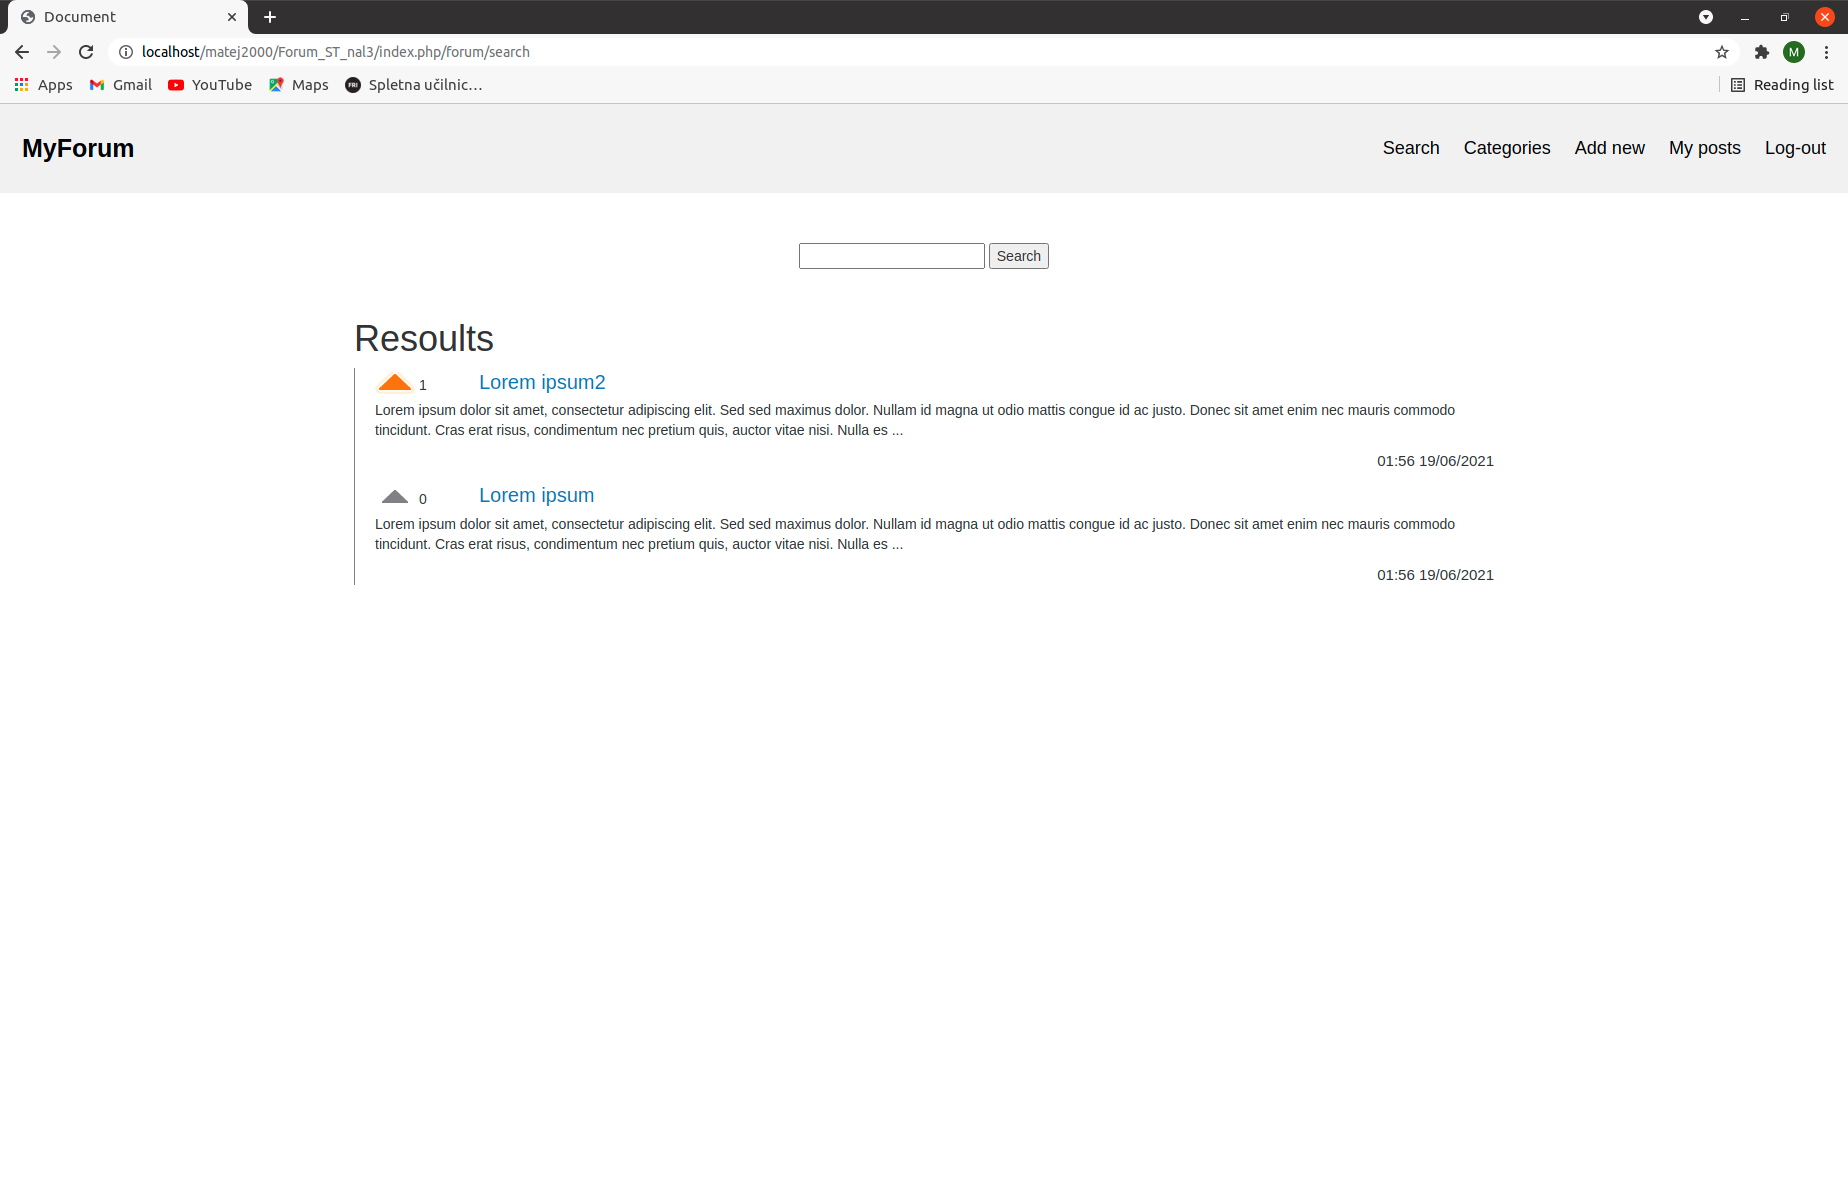 Document
localhost/matej2000/Forum_ST_nal3/index.php/forum/search
M
Apps Gmail YouTube Maps FRI Spletna učilnic… Reading list
MyForum Search Categories Add new My posts Log-out
Search
Resoults
1 Lorem ipsum2
Lorem ipsum dolor sit amet, consectetur adipiscing elit. Sed sed maximus dolor. Nullam id magna ut odio mattis congue id ac justo. Donec sit amet enim nec mauris commodo
tincidunt. Cras erat risus, condimentum nec pretium quis, auctor vitae nisi. Nulla es ...
01:56 19/06/2021
0 Lorem ipsum
Lorem ipsum dolor sit amet, consectetur adipiscing elit. Sed sed maximus dolor. Nullam id magna ut odio mattis congue id ac justo. Donec sit amet enim nec mauris commodo
tincidunt. Cras erat risus, condimentum nec pretium quis, auctor vitae nisi. Nulla es ...
01:56 19/06/2021